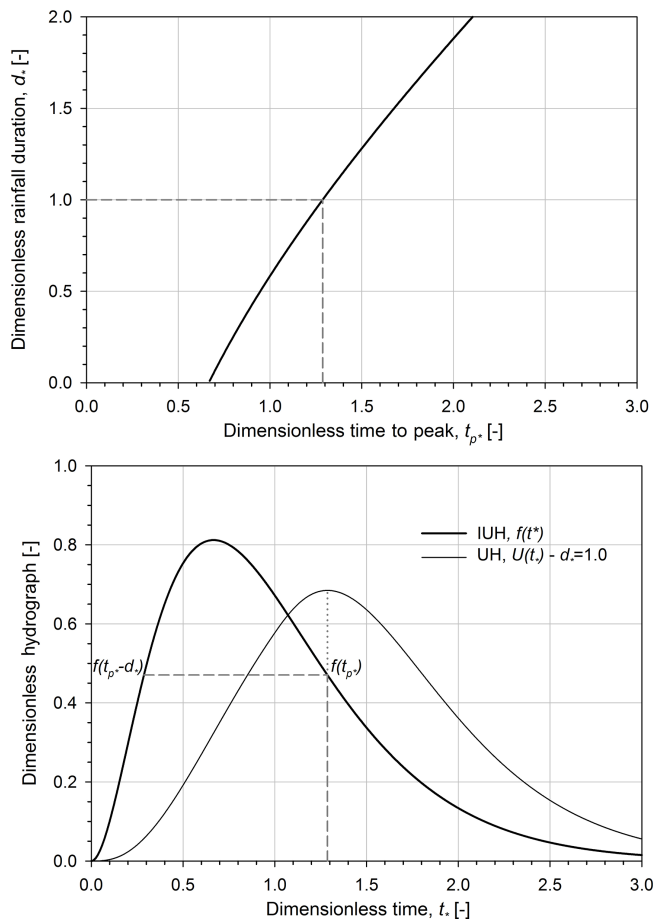 2.0
1.5
1.0
0.5
0.0
Dimensionless rainfall duration, d* [-]
0.0 0.5 1.0 1.5 2.0 2.5 3.0
Dimensionless time to peak, tp* [-]
1.0
0.8
0.6
0.4
0.2
0.0
Dimensionless hydrograph [-]
IUH, f(t*)
UH, U(t*) - d*=1.0
f(tp*-d*)
f(tp*)
0.0 0.5 1.0 1.5 2.0 2.5 3.0
Dimensionless time, t* [-]